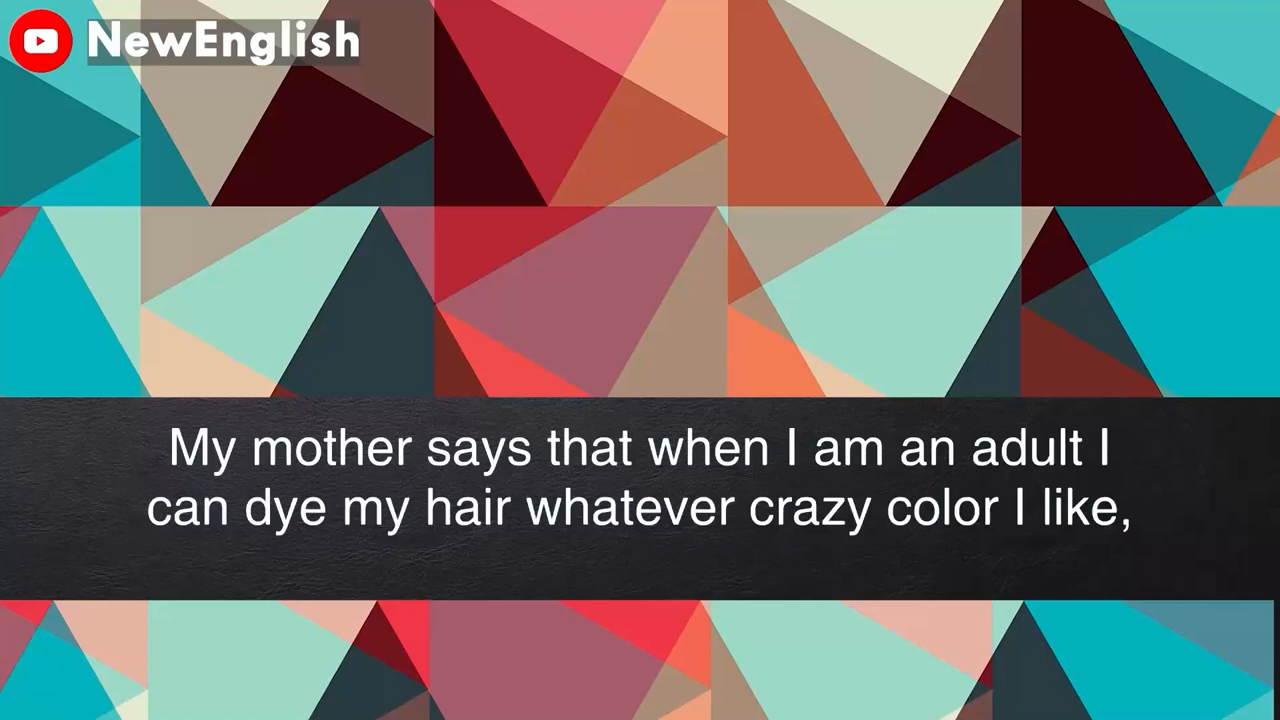 NewEnglish
My mother says that when I am an adult I
can dye my hair whatever crazy color I like,